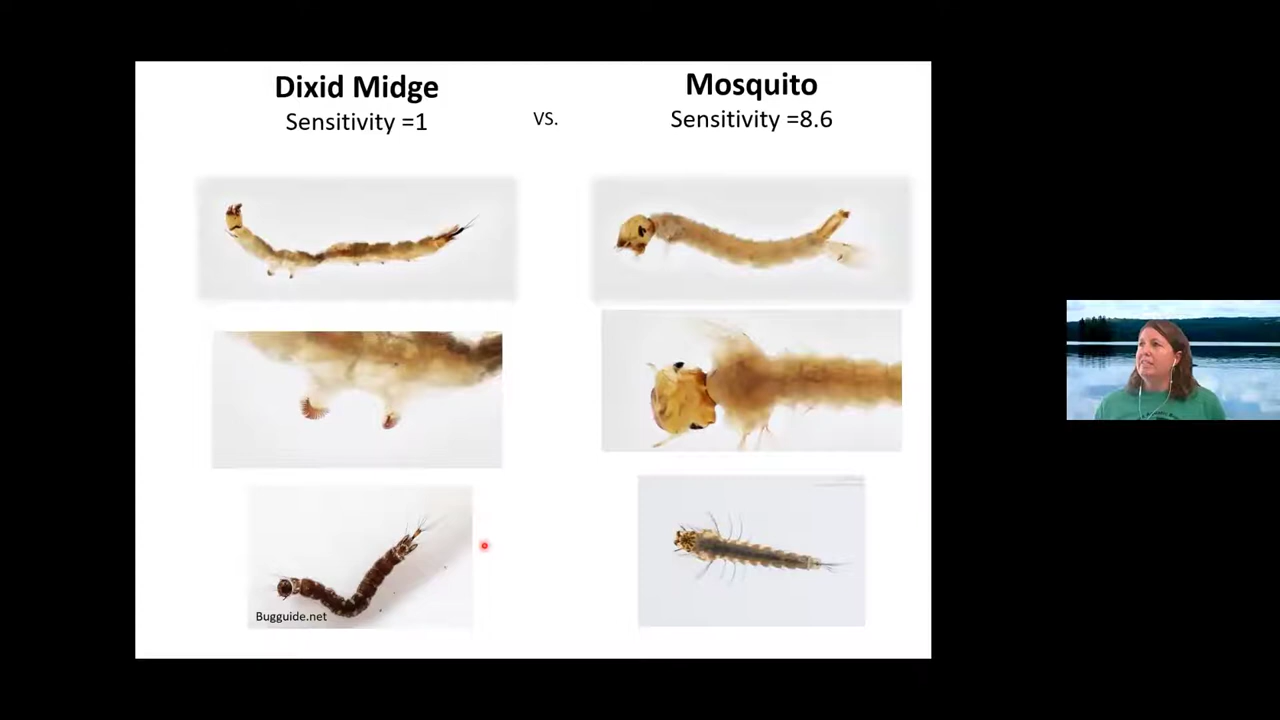 Dixid Midge
Sensitivity =1
VS.
Mosquito
Sensitivity =8.6
Bugguide.net